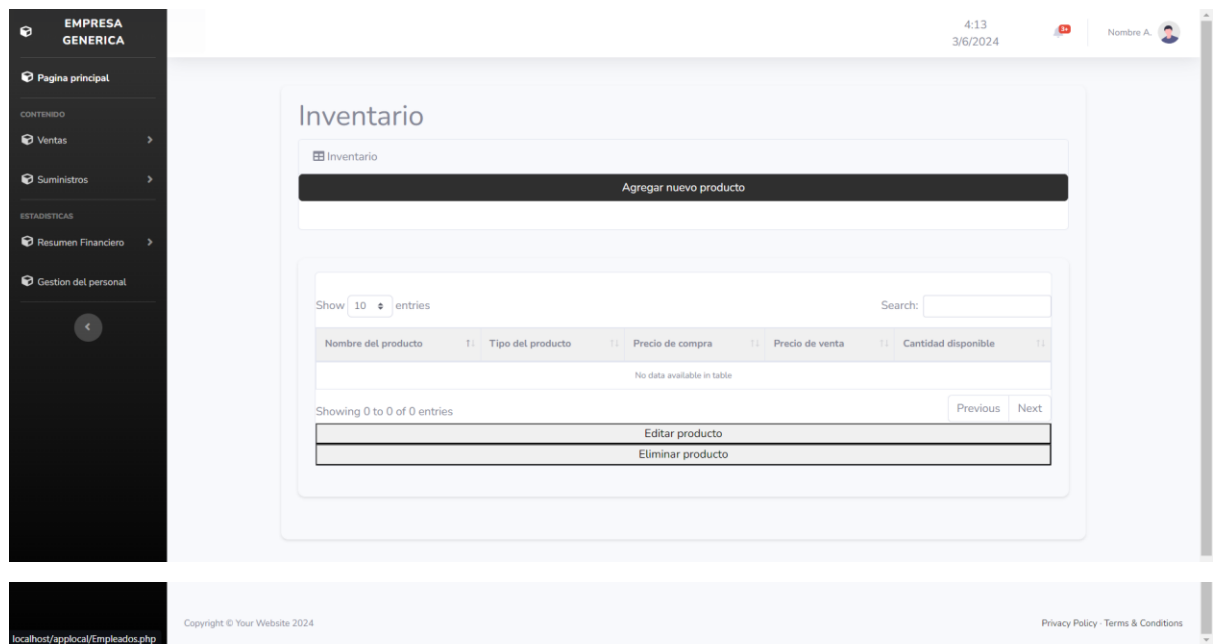 EMPRESA
GENERICA
4:13
3/6/2024
3+
Nombre A.
Pagina principal
CONTENIDO
Ventas
Suministros
ESTADISTICAS
Resumen Financiero
Gestion del personal
Inventario
Inventario
Agregar nuevo producto
Show 10 entries
Search:
Nombre del producto Tipo del producto Precio de compra Precio de venta Cantidad disponible
No data available in table
Showing 0 to 0 of 0 entries
Previous Next
Editar producto
Eliminar producto
Copyright © Your Website 2024
Privacy Policy · Terms & Conditions
localhost/applocal/Empleados.php